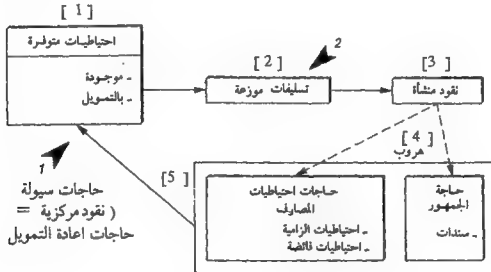 [ 1 ]
احتياطيات متوفرة
- موجودة
- بالتمويل
[ 2 ]
2
تسليفات موزعة
[ 3 ]
نقود منشأة
[ 4 ]
هروب
[ 5 ]
1
حاجات سيولة
( نقود مركزية =
حاجات اعادة التمويل
حاجات احتياطيات
المصارف
- احتياطيات الزامية
- احتياطيات فائضة
حاجة
الجمهور
- سندات